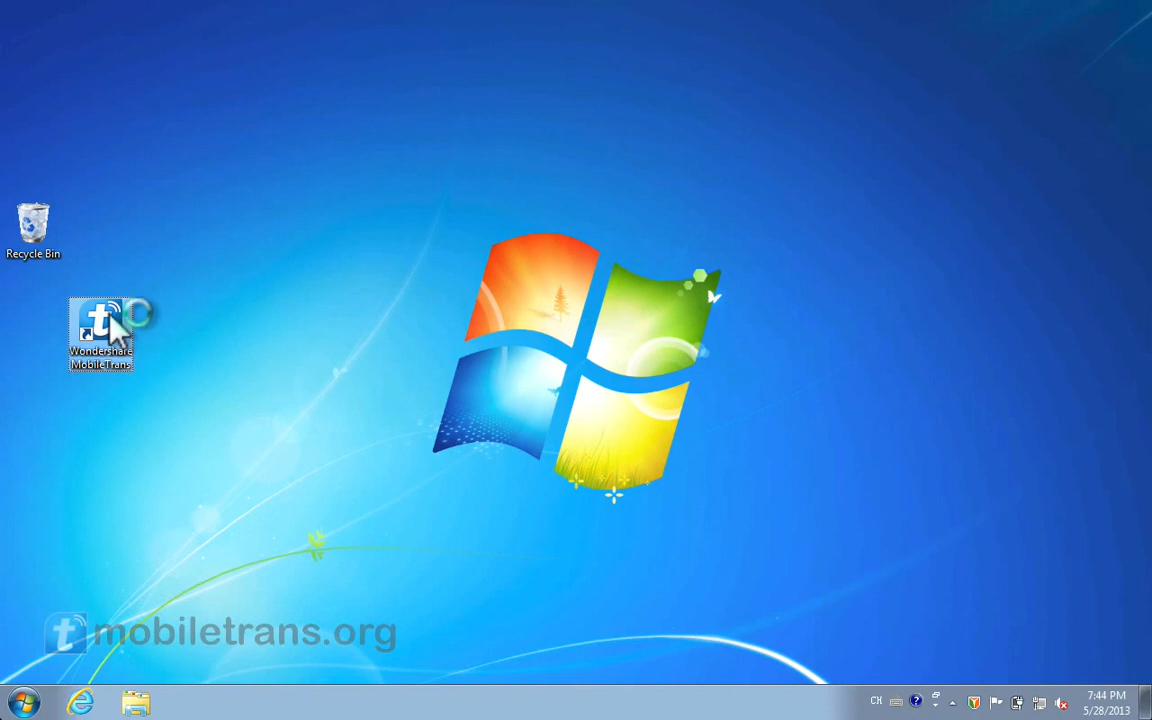 Recycle Bin
Wondershare
MobileTrans
mobiletrans.org
CH
7:44 PM
5/28/2013